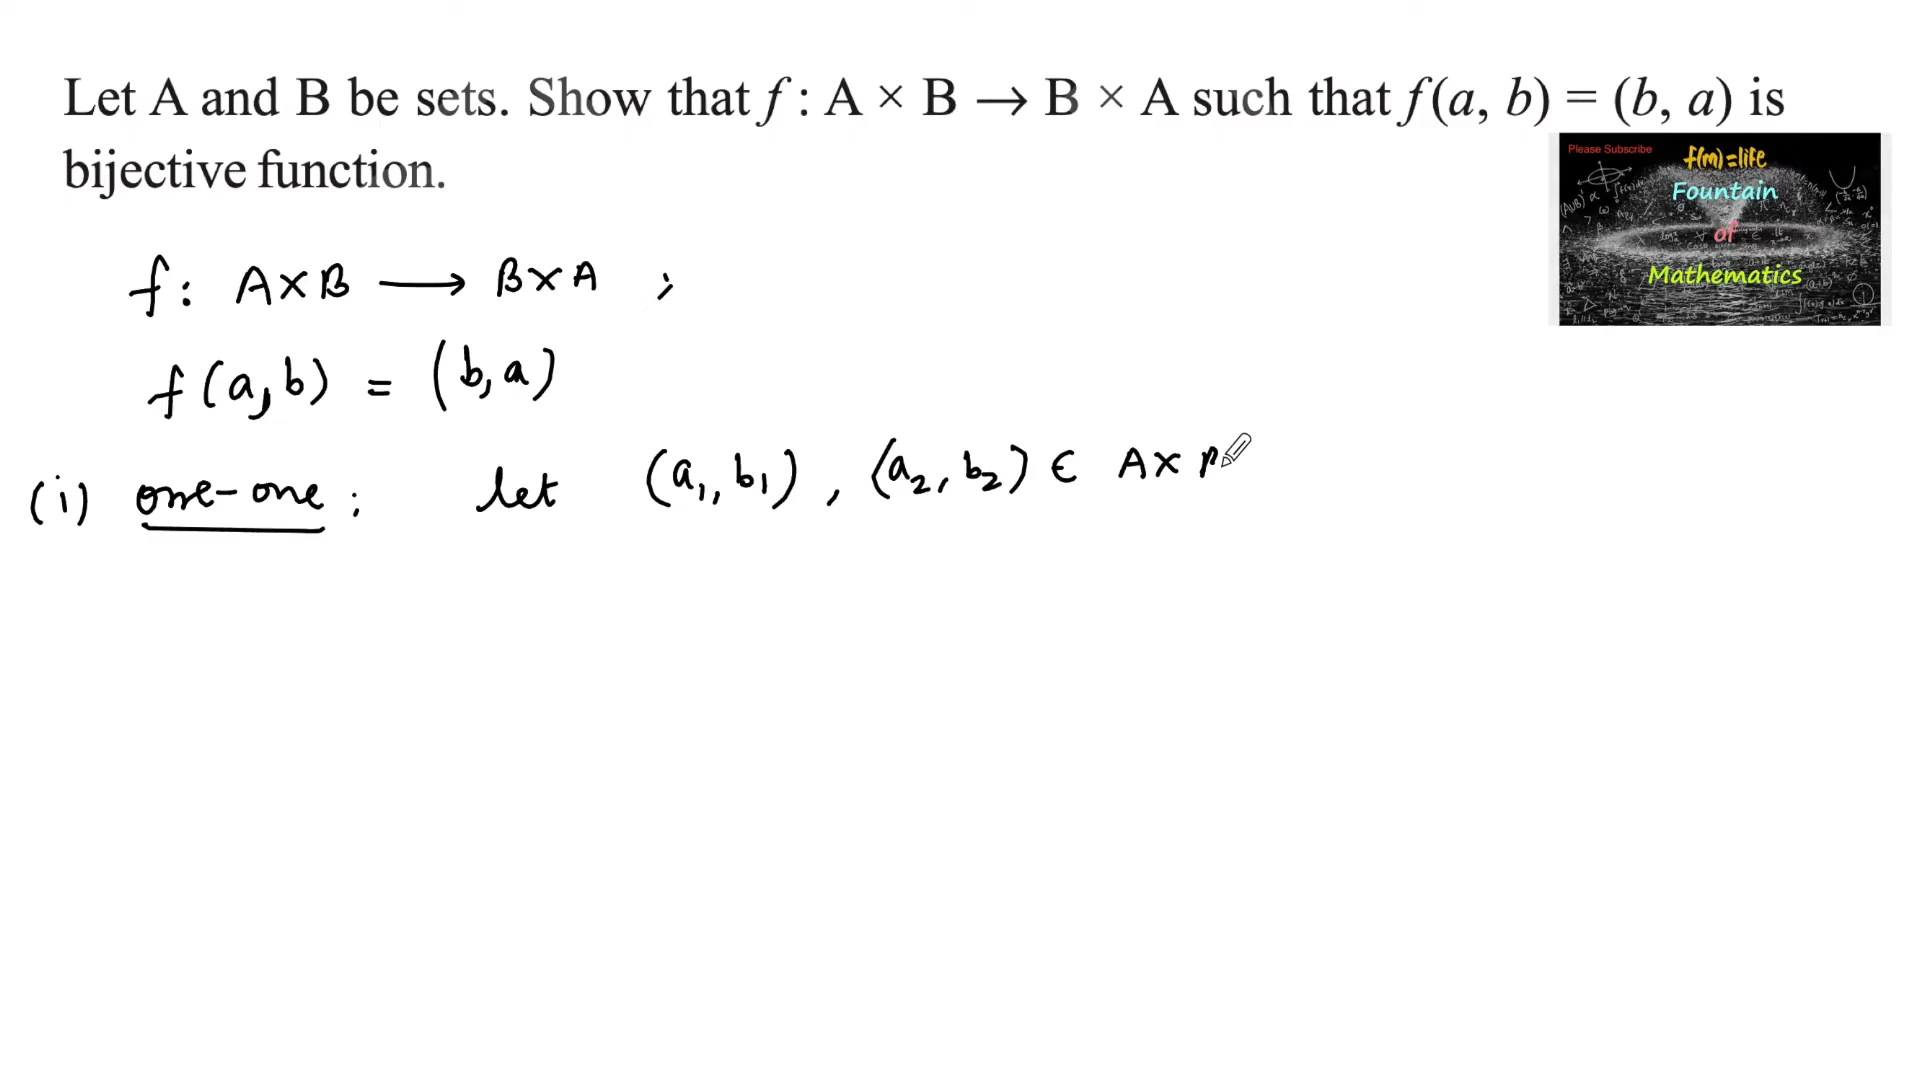 Let A and B be sets. Show that f : A × B → B × A such that f(a, b) = (b, a) is
bijective function.
Please Subscribe
f(m)=life
Fountain
of
Mathematics
f: A×B ⟶ B×A ;
f(a,b) = (b,a)
(i) one-one : let (a₁, b₁) , (a₂, b₂) ∈ A×